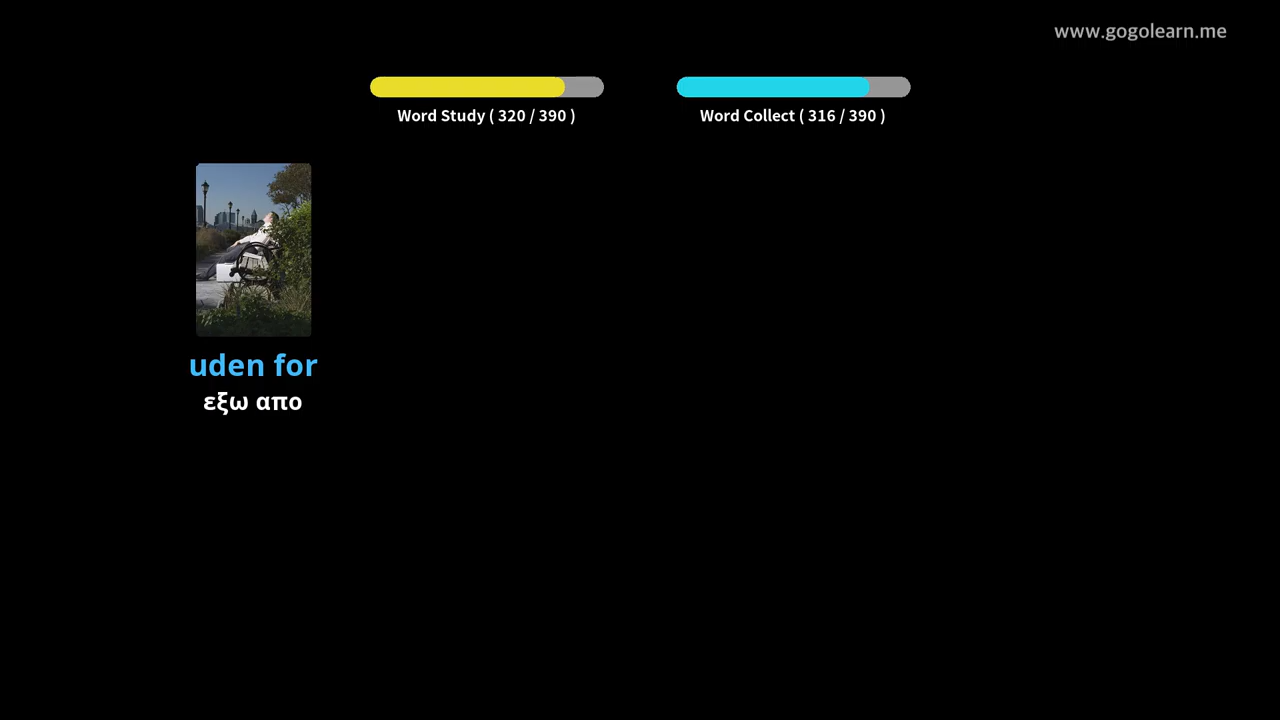 www.gogolearn.me
Word Study ( 320 / 390 )
Word Collect ( 316 / 390 )
uden for
εξω απο